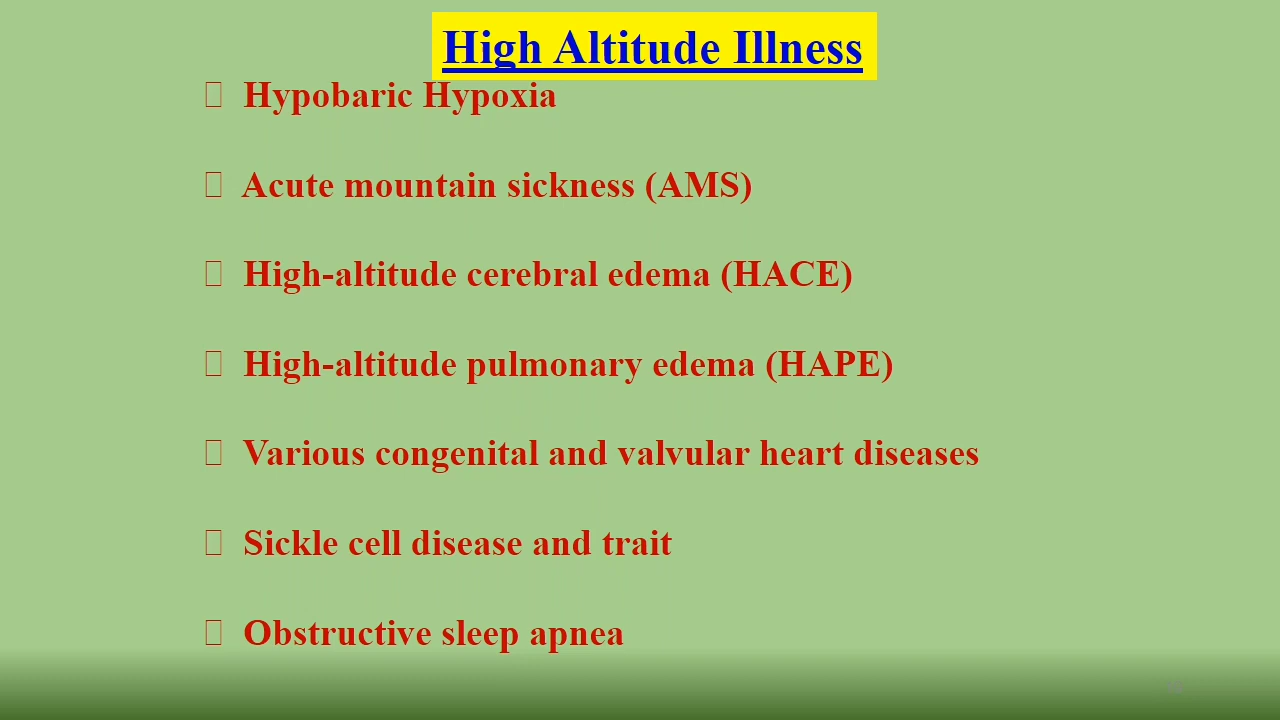 High Altitude Illness
Hypobaric Hypoxia
Acute mountain sickness (AMS)
High-altitude cerebral edema (HACE)
High-altitude pulmonary edema (HAPE)
Various congenital and valvular heart diseases
Sickle cell disease and trait
Obstructive sleep apnea